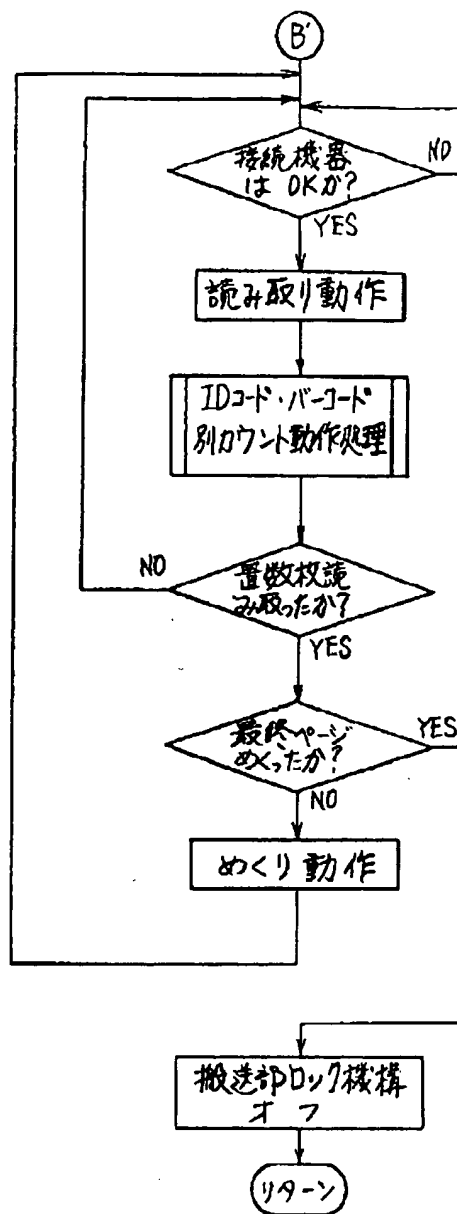 B'
接続機器
は OKか?
NO
YES
読み取り動作
IDコード・バーコード
別カウント動作処理
NO
置数枚読
み取ったか?
YES
最終ページ
めくったか?
YES
NO
めくり動作
搬送部ロック機構
オフ
リターン